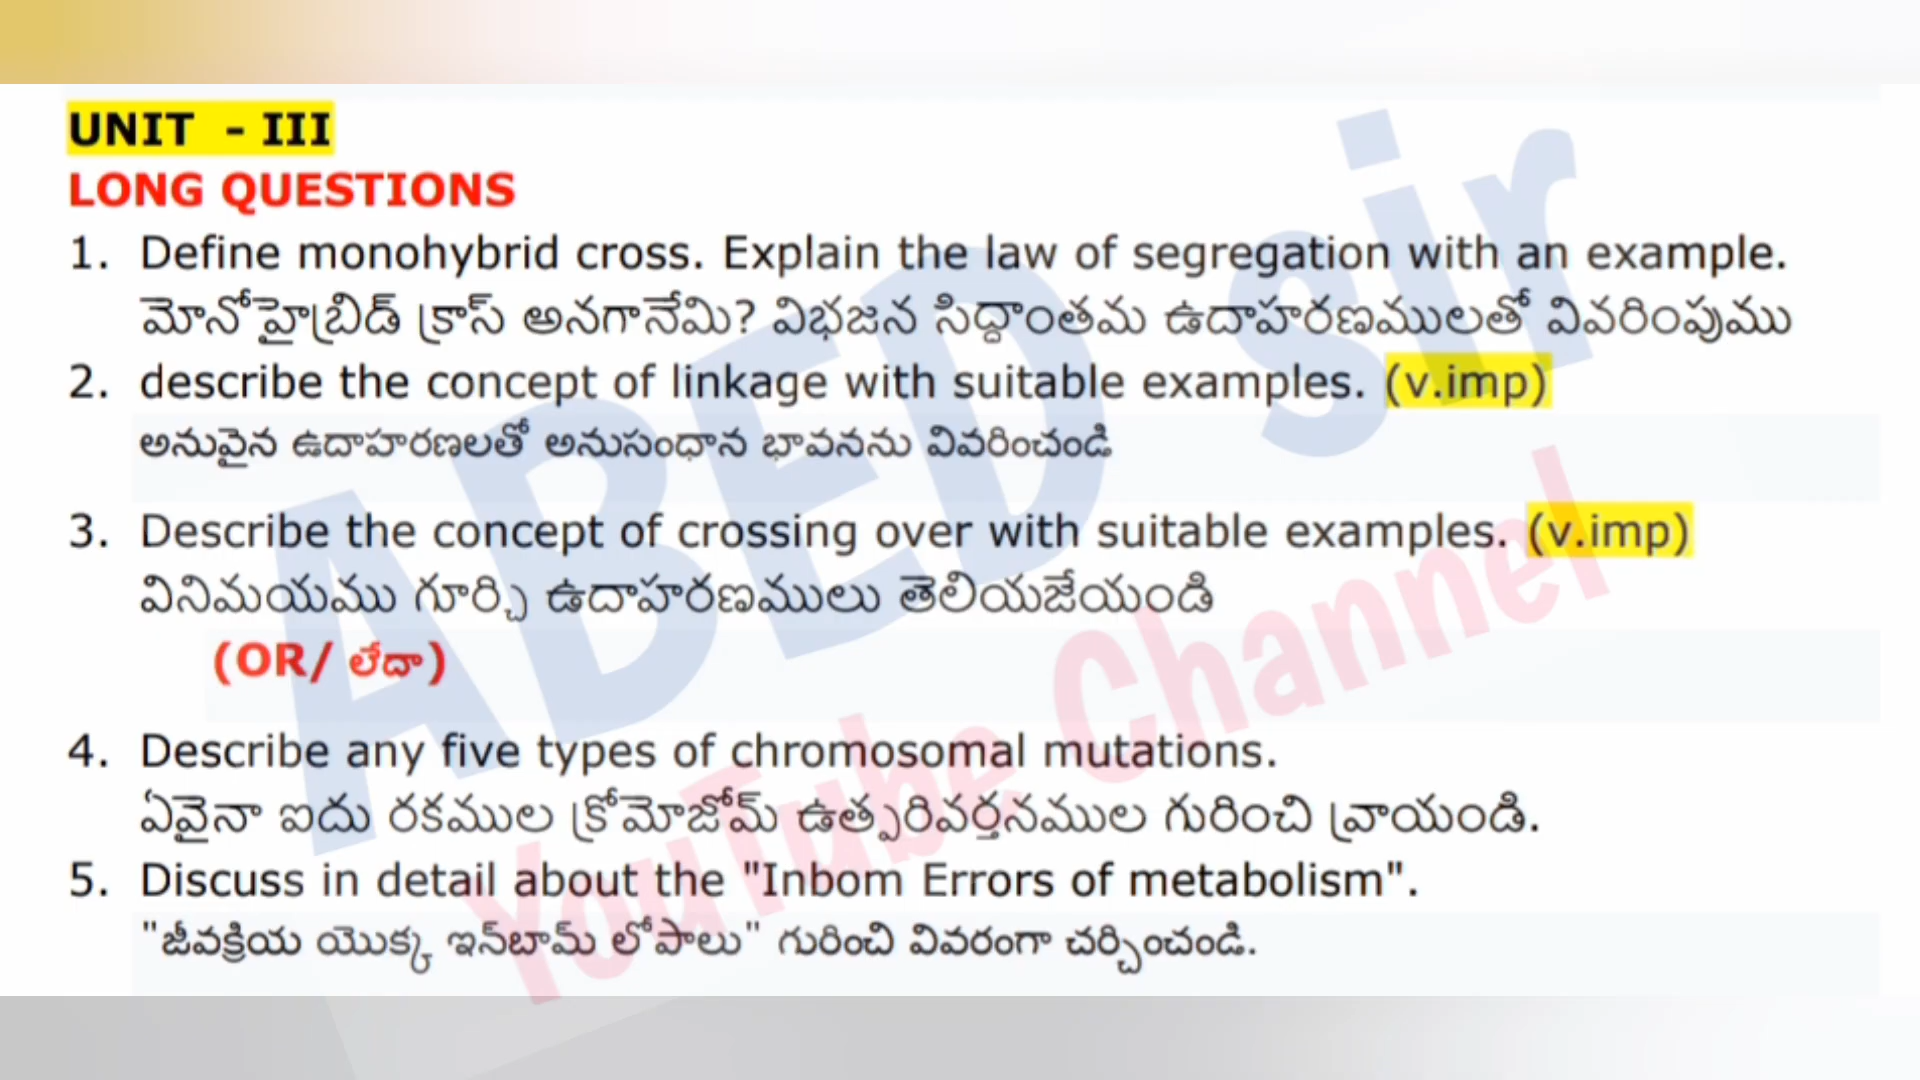 UNIT - III
LONG QUESTIONS
1. Define monohybrid cross. Explain the law of segregation with an example.
మోనోహైబ్రిడ్ క్రాస్ అనగానేమి? విభజన సిద్ధాంతమ ఉదాహరణములతో వివరింపుము
2. describe the concept of linkage with suitable examples. (v.imp)
అనువైన ఉదాహరణలతో అనుసంధాన భావనను వివరించండి
3. Describe the concept of crossing over with suitable examples. (v.imp)
వినిమయము గూర్చి ఉదాహరణములు తెలియజేయండి
(OR/ లేదా)
4. Describe any five types of chromosomal mutations.
ఏవైనా ఐదు రకముల క్రోమోజోమ్ ఉత్పరివర్తనముల గురించి వ్రాయండి.
5. Discuss in detail about the "Inbom Errors of metabolism".
"జీవక్రియ యొక్క ఇన్‌బామ్ లోపాలు" గురించి వివరంగా చర్చించండి.
ABED sir
YouTube Channel